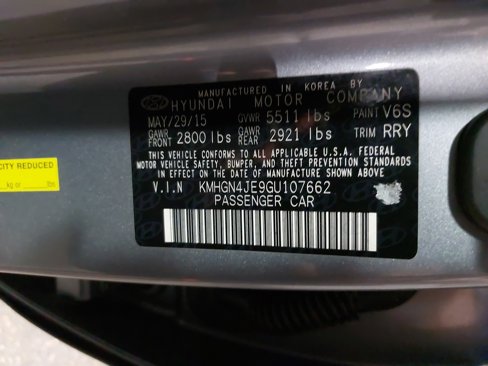 MANUFACTURED IN KOREA BY
HYUNDAI MOTOR COMPANY
MAY/29/15 GVWR 5511 lbs PAINT V6S
GAWR FRONT 2800 lbs GAWR REAR 2921 lbs TRIM RRY
THIS VEHICLE CONFORMS TO ALL APPLICABLE U.S.A. FEDERAL
MOTOR VEHICLE SAFETY, BUMPER, AND THEFT PREVENTION STANDARDS
IN EFFECT ON THE DATE OF MANUFACTURE SHOWN ABOVE.
V.I.N KMHGN4JE9GU107662
PASSENGER CAR
CITY REDUCED
kg or lbs.